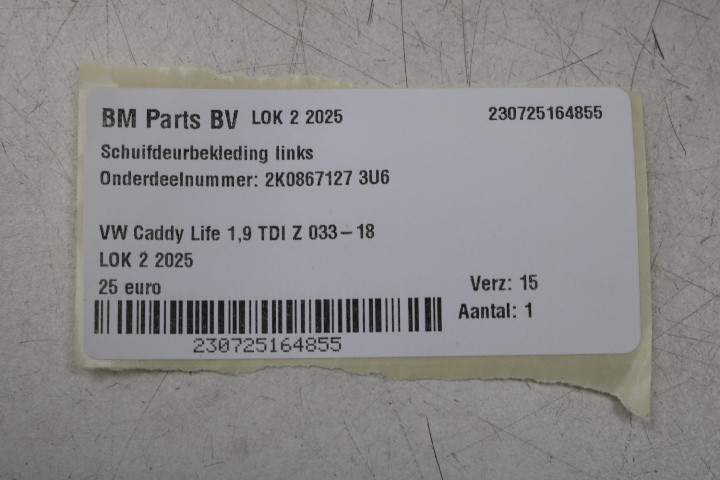 BM Parts BV LOK 2 2025 230725164855
Schuifdeurbekleding links
Onderdeelnummer: 2K0867127 3U6
VW Caddy Life 1,9 TDI Z 033-18
LOK 2 2025
25 euro Verz: 15
Aantal: 1
230725164855